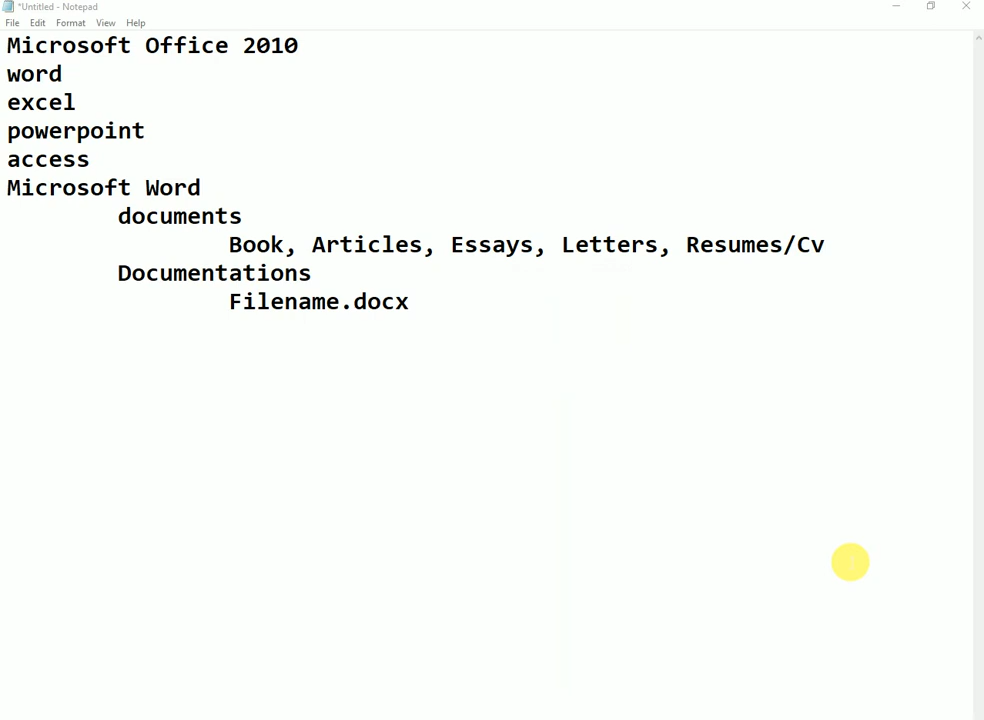 *Untitled - Notepad
File Edit Format View Help
Microsoft Office 2010
word
excel
powerpoint
access
Microsoft Word
documents
Book, Articles, Essays, Letters, Resumes/Cv
Documentations
Filename.docx